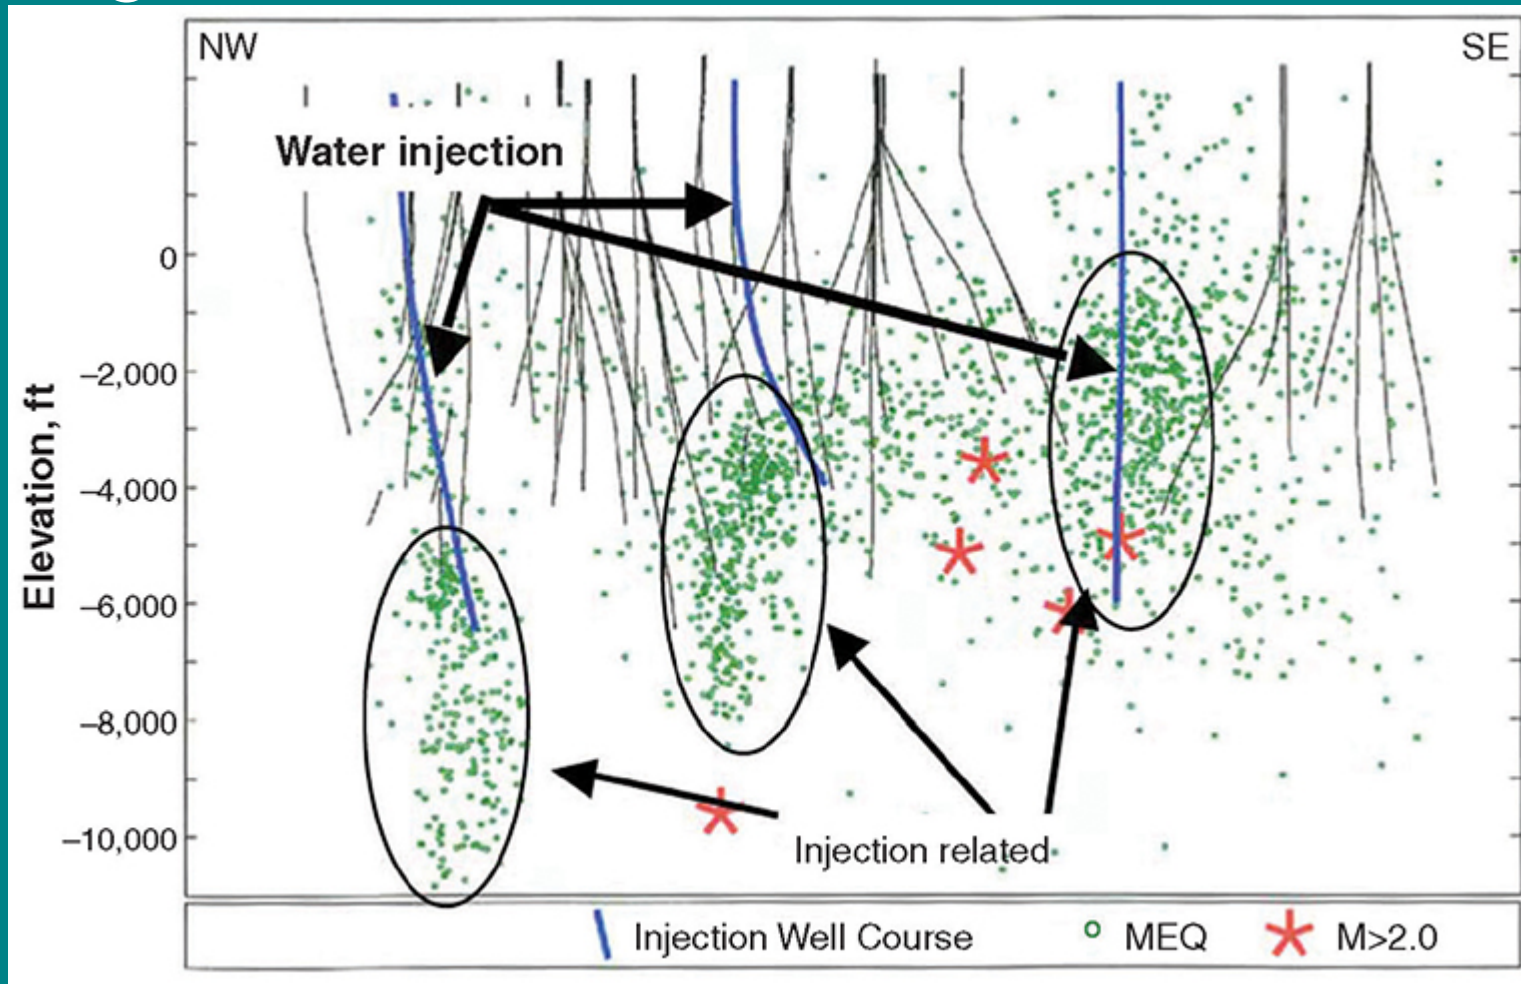 NW
SE
Water injection
Elevation, ft
0
–2,000
–4,000
–6,000
–8,000
–10,000
Injection related
Injection Well Course
MEQ
M>2.0